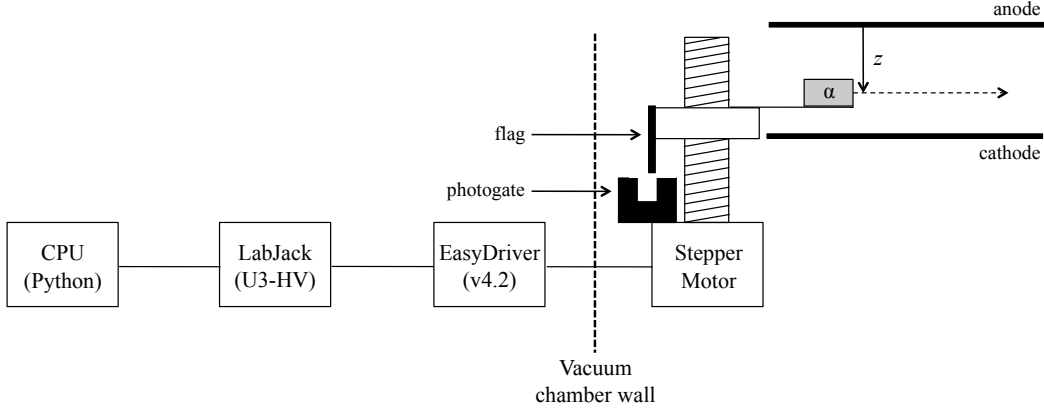 anode
z
α
flag
cathode
photogate
CPU
(Python)
LabJack
(U3-HV)
EasyDriver
(v4.2)
Stepper
Motor
Vacuum
chamber wall